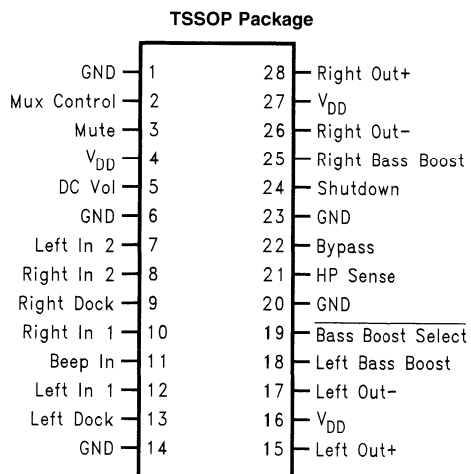 TSSOP Package
GND 1 28 Right Out+
Mux Control 2 27 VDD
Mute 3 26 Right Out-
VDD 4 25 Right Bass Boost
DC Vol 5 24 Shutdown
GND 6 23 GND
Left In 2 7 22 Bypass
Right In 2 8 21 HP Sense
Right Dock 9 20 GND
Right In 1 10 19 Bass Boost Select
Beep In 11 18 Left Bass Boost
Left In 1 12 17 Left Out-
Left Dock 13 16 VDD
GND 14 15 Left Out+